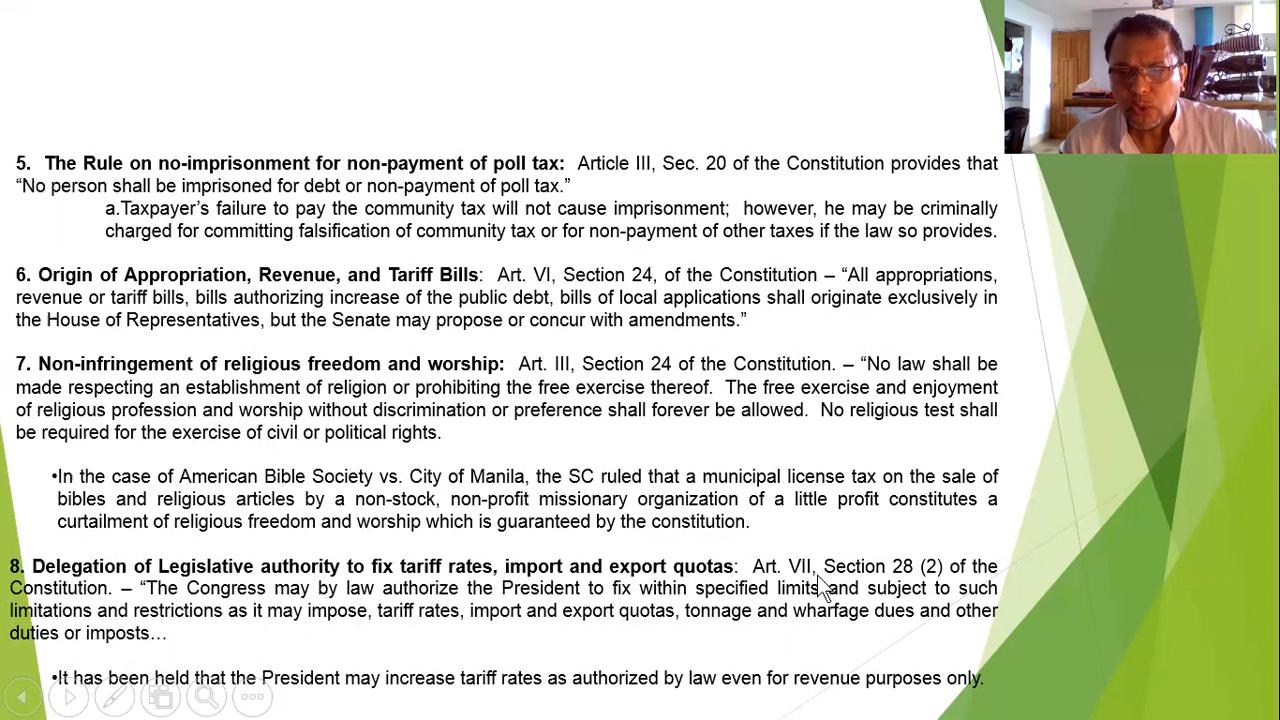 5. The Rule on no-imprisonment for non-payment of poll tax: Article III, Sec. 20 of the Constitution provides that
“No person shall be imprisoned for debt or non-payment of poll tax.”
a.Taxpayer’s failure to pay the community tax will not cause imprisonment; however, he may be criminally
charged for committing falsification of community tax or for non-payment of other taxes if the law so provides.
6. Origin of Appropriation, Revenue, and Tariff Bills: Art. VI, Section 24, of the Constitution – “All appropriations,
revenue or tariff bills, bills authorizing increase of the public debt, bills of local applications shall originate exclusively in
the House of Representatives, but the Senate may propose or concur with amendments.”
7. Non-infringement of religious freedom and worship: Art. III, Section 24 of the Constitution. – “No law shall be
made respecting an establishment of religion or prohibiting the free exercise thereof. The free exercise and enjoyment
of religious profession and worship without discrimination or preference shall forever be allowed. No religious test shall
be required for the exercise of civil or political rights.
•In the case of American Bible Society vs. City of Manila, the SC ruled that a municipal license tax on the sale of
bibles and religious articles by a non-stock, non-profit missionary organization of a little profit constitutes a
curtailment of religious freedom and worship which is guaranteed by the constitution.
8. Delegation of Legislative authority to fix tariff rates, import and export quotas: Art. VII, Section 28 (2) of the
Constitution. – “The Congress may by law authorize the President to fix within specified limits and subject to such
limitations and restrictions as it may impose, tariff rates, import and export quotas, tonnage and wharfage dues and other
duties or imposts…
•It has been held that the President may increase tariff rates as authorized by law even for revenue purposes only.